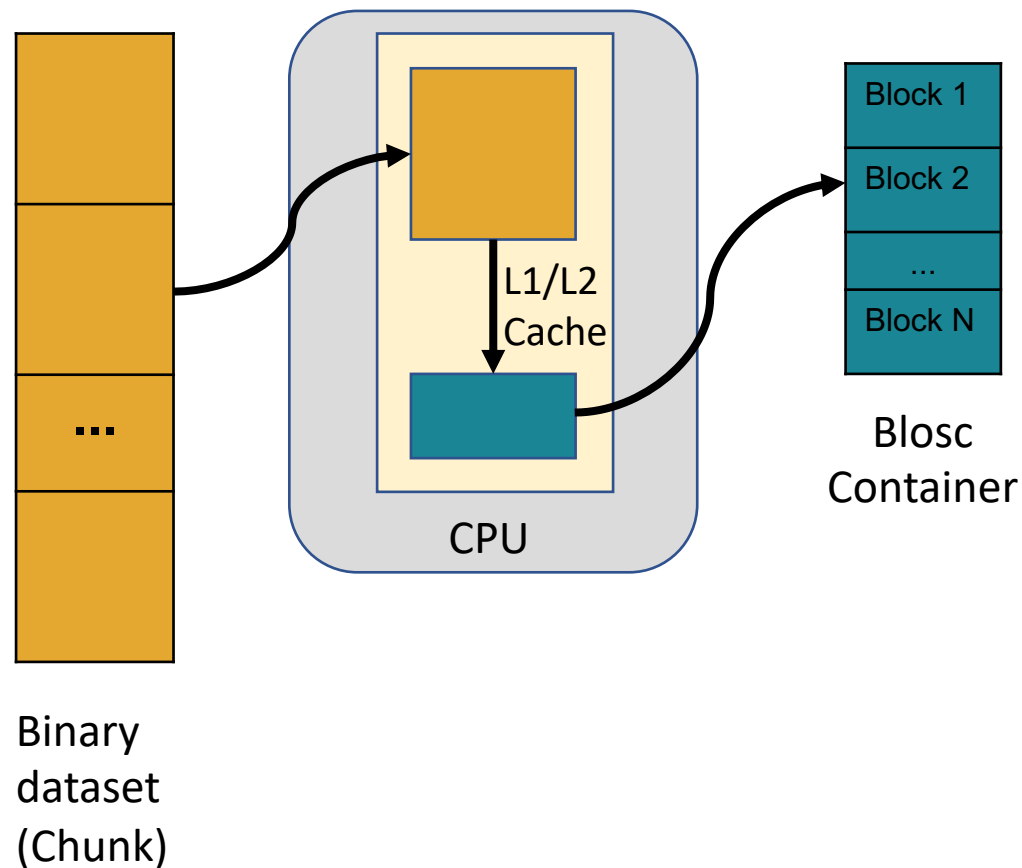 ...
Binary
dataset
(Chunk)
L1/L2
Cache
CPU
Block 1
Block 2
...
Block N
Blosc
Container